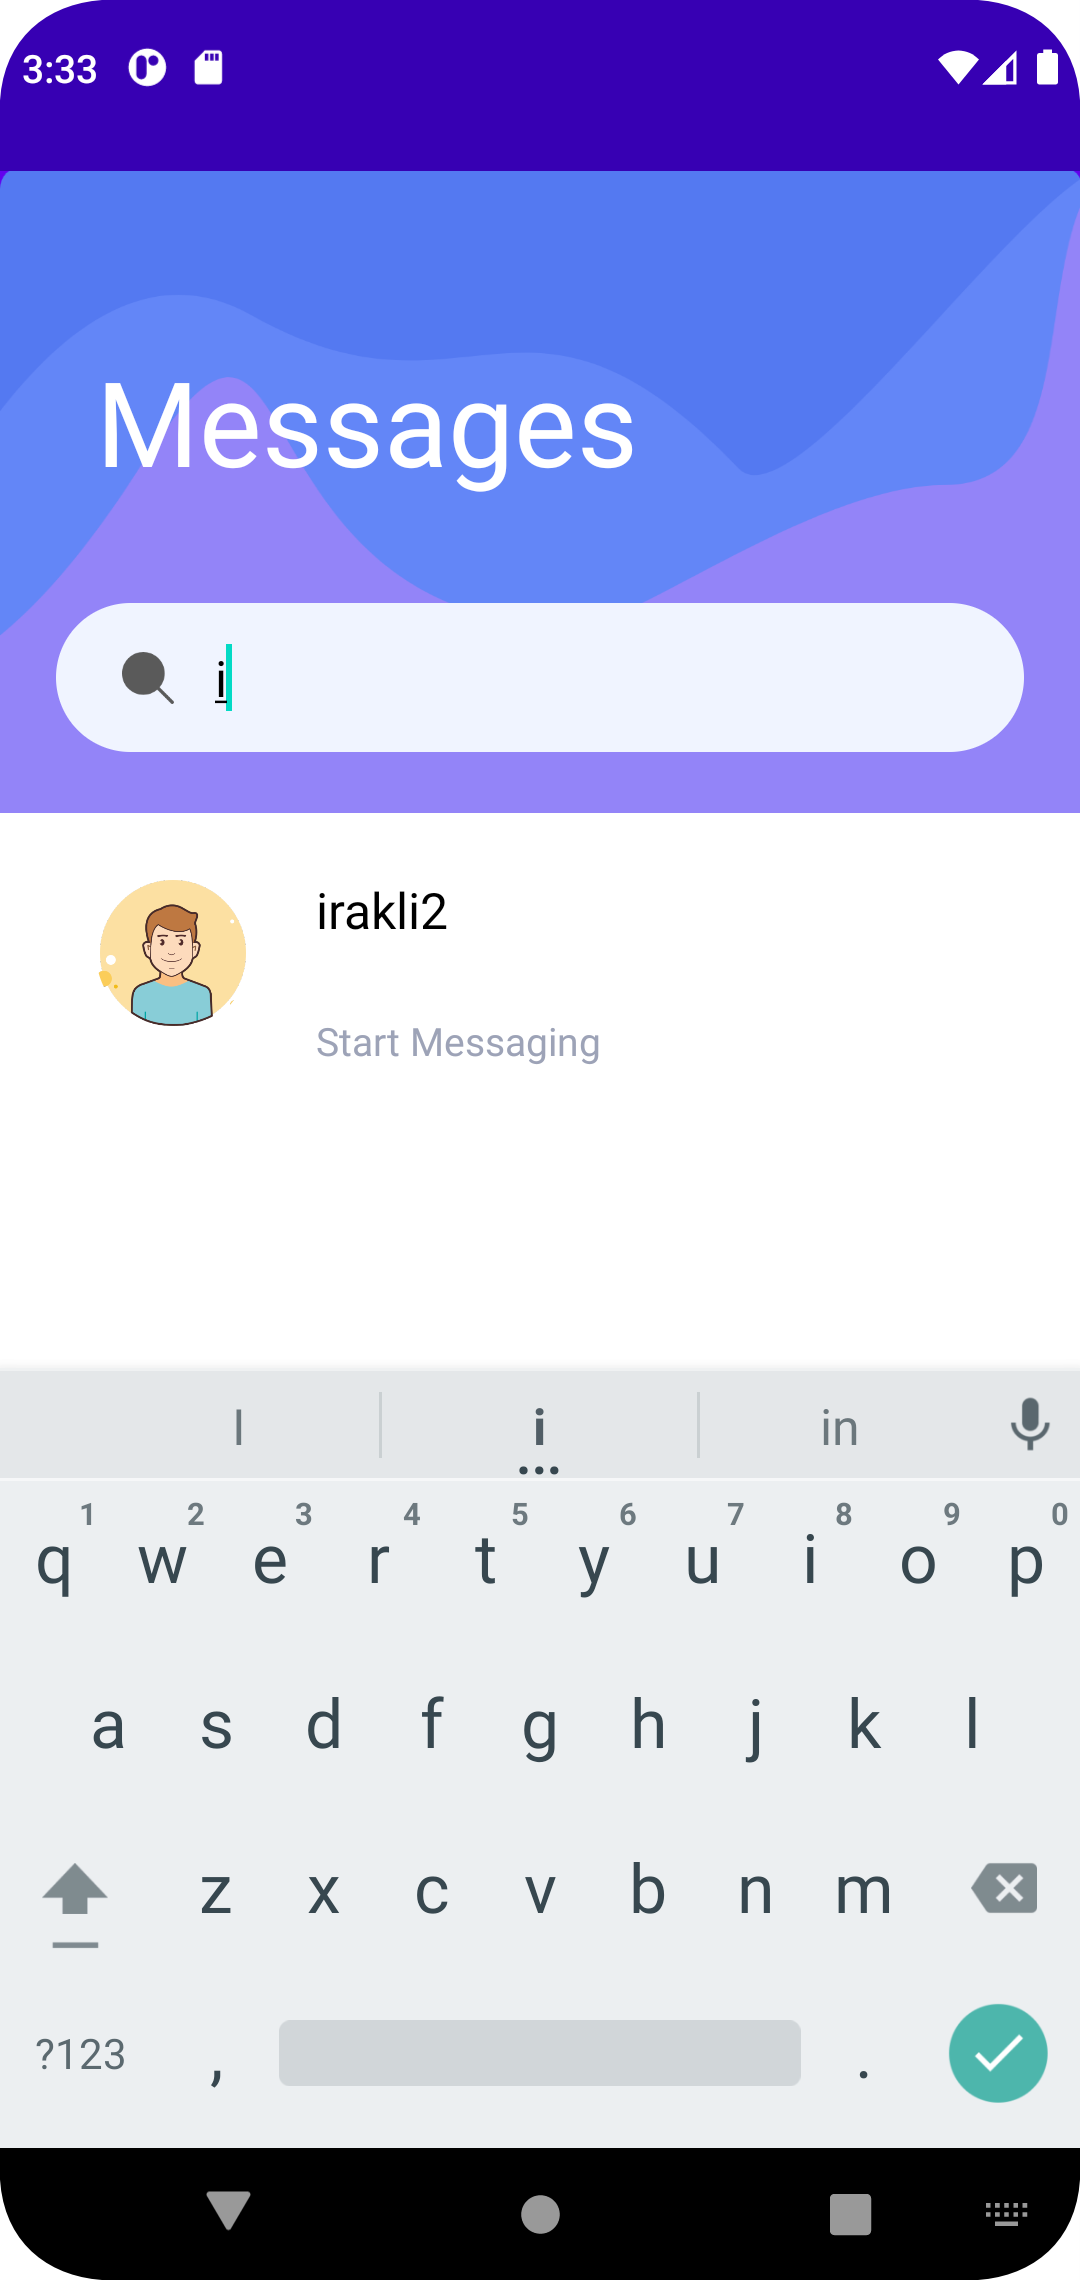 3:33
Messages
i
irakli2
Start Messaging
I i in
1 2 3 4 5 6 7 8 9 0
q w e r t y u i o p
a s d f g h j k l
z x c v b n m
?123 , .